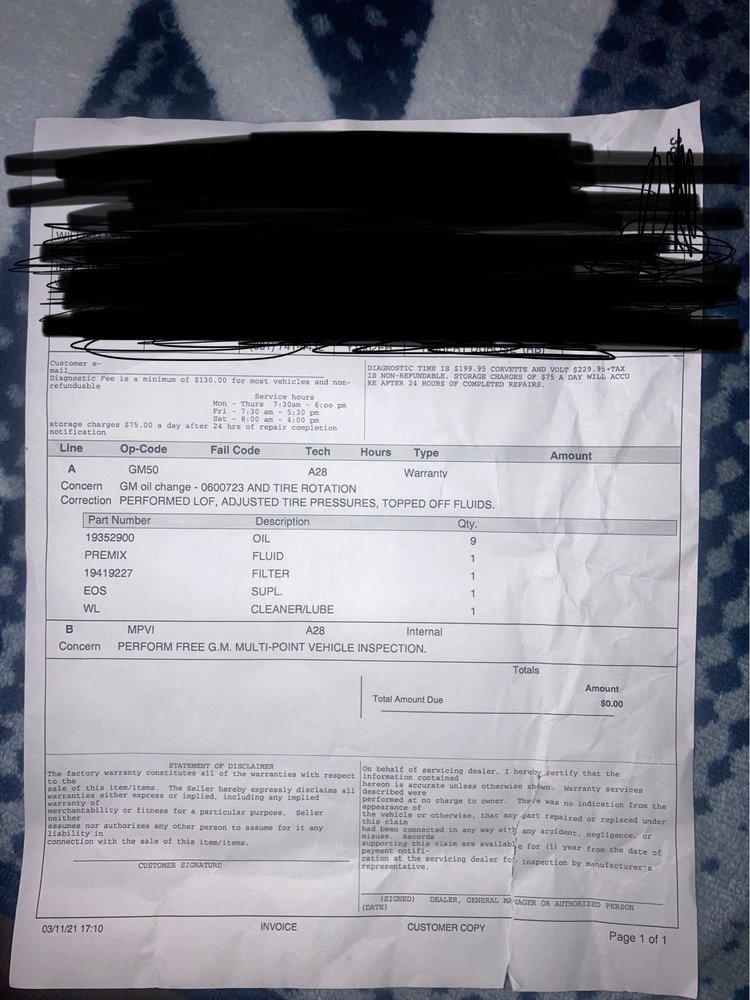 Customer e-
mail
Diagnostic Fee is a minimum of $130.00 for most vehicles and non-
refunduable
Service hours
Mon - Thurs 7:30am - 6:oo pm
Fri - 7:30 am - 5:30 pm
Sat - 8:00 am - 4:00 pm
storage charges $75.00 a day after 24 hrs of repair completion
notification
DIAGNOSTIC TIME IS $199.95 CORVETTE AND VOLT $229.95+TAX
IS NON-REFUNDABLE. STORAGE CHARGES OF $75 A DAY WILL ACCU
RE AFTER 24 HOURS OF COMPLETED REPAIRS.
Line Op-Code Fail Code Tech Hours Type Amount
A GM50 A28 Warranty
Concern GM oil change - 0600723 AND TIRE ROTATION
Correction PERFORMED LOF, ADJUSTED TIRE PRESSURES, TOPPED OFF FLUIDS.
Part Number Description Qty.
19352900 OIL 9
PREMIX FLUID 1
19419227 FILTER 1
EOS SUPL. 1
WL CLEANER/LUBE 1
B MPVI A28 Internal
Concern PERFORM FREE G.M. MULTI-POINT VEHICLE INSPECTION.
Totals
Amount
Total Amount Due $0.00
STATEMENT OF DISCLAIMER
The factory warranty constitutes all of the warranties with respect
to the
sale of this item/items. The Seller hereby expressly disclaims all
warranties either express or implied, including any implied
warranty of
merchantability or fitness for a particular purpose. Seller
neither
assumes nor authorizes any other person to assume for it any
liability in
connection with the sale of this item/items.
CUSTOMER SIGNATURE
On behalf of servicing dealer, I hereby certify that the
information contained
hereon is accurate unless otherwise shown. Warranty services
described were
performed at no charge to owner. There was no indication from the
appearance of
the vehicle or otherwise, that any part repaired or replaced under
this claim
had been connected in any way with any accident, negligence, or
misuse. Records
supporting this claim are available for (1) year from the date of
payment notifi-
cation at the servicing dealer for inspection by manufacturer's
representative.
(SIGNED) DEALER, GENERAL MANAGER OR AUTHORIZED PERSON
(DATE)
03/11/21 17:10 INVOICE CUSTOMER COPY Page 1 of 1